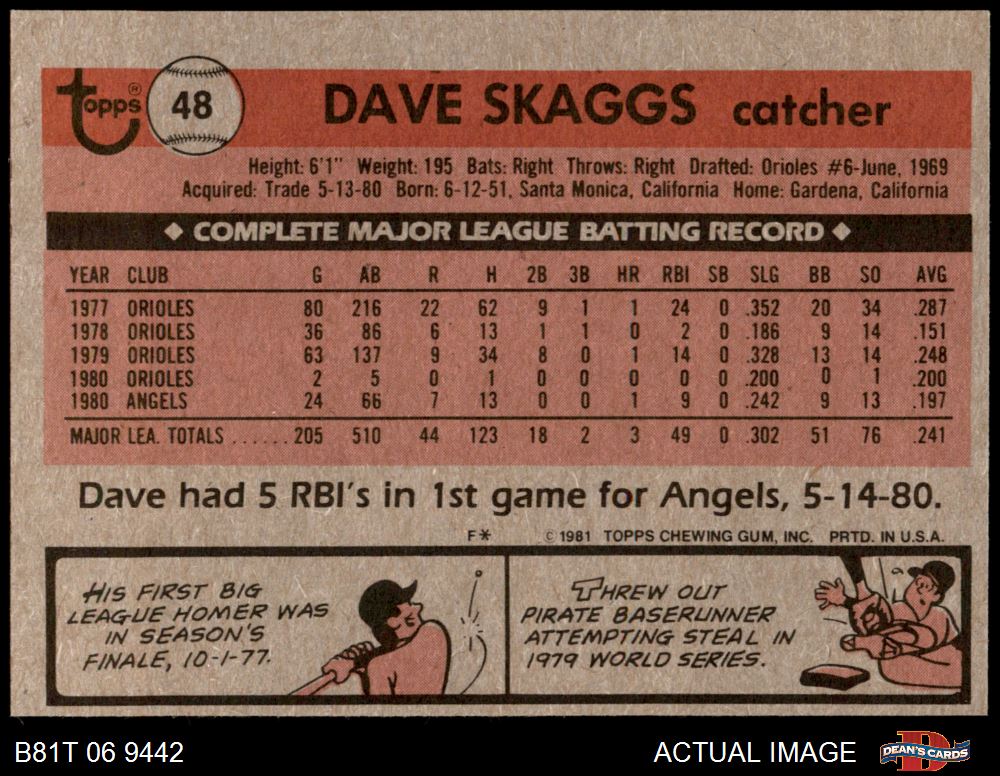 topps® 48 DAVE SKAGGS catcher
Height: 6'1" Weight: 195 Bats: Right Throws: Right Drafted: Orioles #6-June, 1969
Acquired: Trade 5-13-80 Born: 6-12-51, Santa Monica, California Home: Gardena, California
◆ COMPLETE MAJOR LEAGUE BATTING RECORD ◆
YEAR CLUB G AB R H 2B 3B HR RBI SB SLG BB SO AVG
1977 ORIOLES 80 216 22 62 9 1 1 24 0 .352 20 34 .287
1978 ORIOLES 36 86 6 13 1 1 0 2 0 .186 9 14 .151
1979 ORIOLES 63 137 9 34 8 0 1 14 0 .328 13 14 .248
1980 ORIOLES 2 5 0 1 0 0 0 0 0 .200 0 1 .200
1980 ANGELS 24 66 7 13 0 0 1 9 0 .242 9 13 .197
MAJOR LEA. TOTALS ...... 205 510 44 123 18 2 3 49 0 .302 51 76 .241
Dave had 5 RBI's in 1st game for Angels, 5-14-80.
F* © 1981 TOPPS CHEWING GUM, INC. PRTD. IN U.S.A.
HIS FIRST BIG
LEAGUE HOMER WAS
IN SEASON'S
FINALE, 10-1-77.
THREW OUT
PIRATE BASERUNNER
ATTEMPTING STEAL IN
1979 WORLD SERIES.
B81T 06 9442 ACTUAL IMAGE DEAN'S CARDS